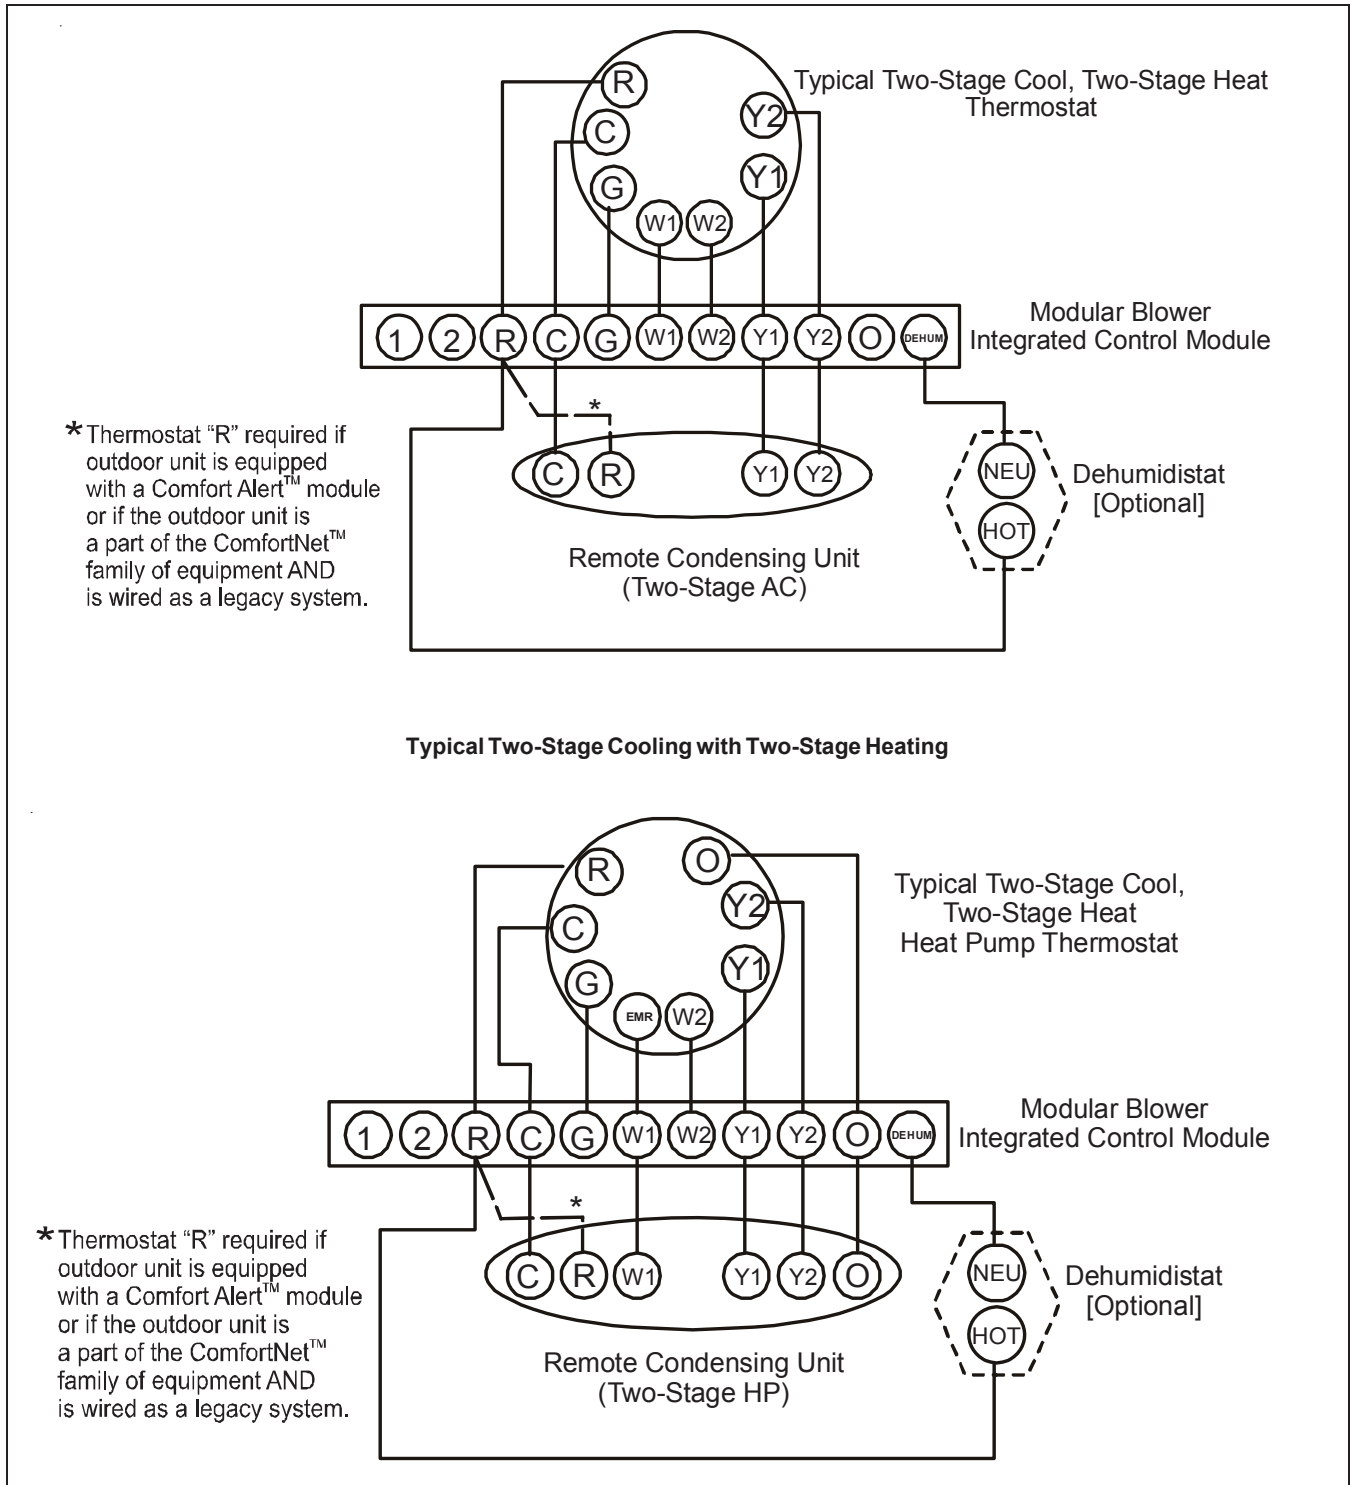 R
C
G
W1 W2
Y1
Y2
Typical Two-Stage Cool, Two-Stage Heat
Thermostat
1 2 R C G W1 W2 Y1 Y2 O DEHUM
Modular Blower
Integrated Control Module
*
* Thermostat “R” required if
outdoor unit is equipped
with a Comfort Alert™ module
or if the outdoor unit is
a part of the ComfortNet™
family of equipment AND
is wired as a legacy system.
C R Y1 Y2
Remote Condensing Unit
(Two-Stage AC)
NEU
HOT
Dehumidistat
[Optional]
Typical Two-Stage Cooling with Two-Stage Heating
R
C
G
EMR W2
Y1
Y2
O
Typical Two-Stage Cool,
Two-Stage Heat
Heat Pump Thermostat
1 2 R C G W1 W2 Y1 Y2 O DEHUM
Modular Blower
Integrated Control Module
*
* Thermostat “R” required if
outdoor unit is equipped
with a Comfort Alert™ module
or if the outdoor unit is
a part of the ComfortNet™
family of equipment AND
is wired as a legacy system.
C R W1 Y1 Y2 O
Remote Condensing Unit
(Two-Stage HP)
NEU
HOT
Dehumidistat
[Optional]